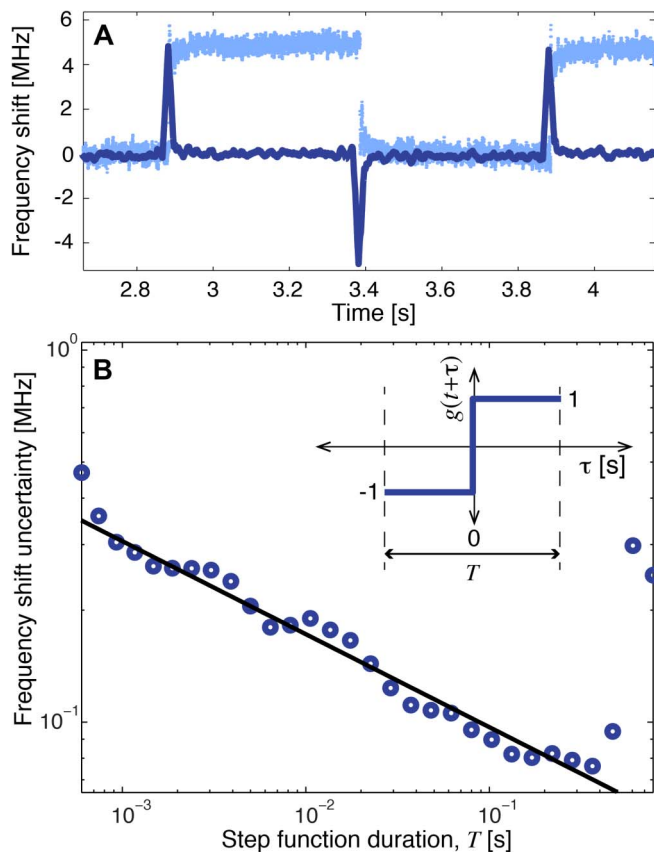 A
Frequency shift [MHz]
6
4
2
0
-2
-4
2.8 3 3.2 3.4 3.6 3.8 4
Time [s]
B
Frequency shift uncertainty [MHz]
10^0
10^-1
10^-3 10^-2 10^-1
Step function duration, T [s]
g(t+τ)
1
τ [s]
-1
0
T